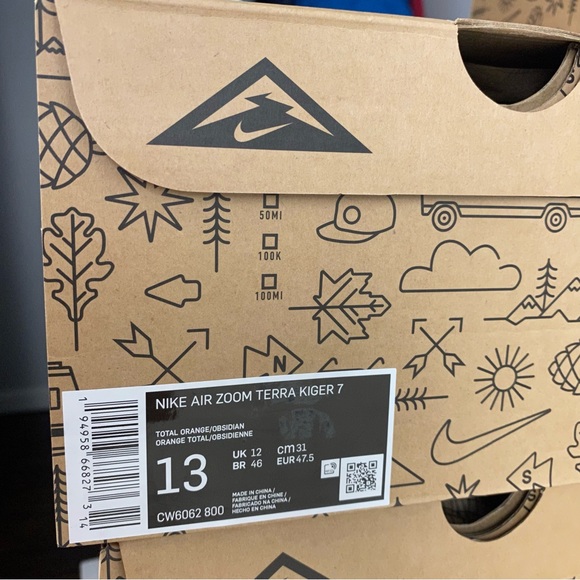 50MI
100K
100MI
N
S
NIKE AIR ZOOM TERRA KIGER 7
TOTAL ORANGE/OBSIDIAN
ORANGE TOTAL/OBSIDIENNE
13
UK 12
BR 46
CM 31
EUR 47.5
MADE IN CHINA/
FABRIQUÉ EN CHINE/
FABRICADO NA CHINA/
HECHO EN CHINA
CW6062 800
1 94958 66827 3 14